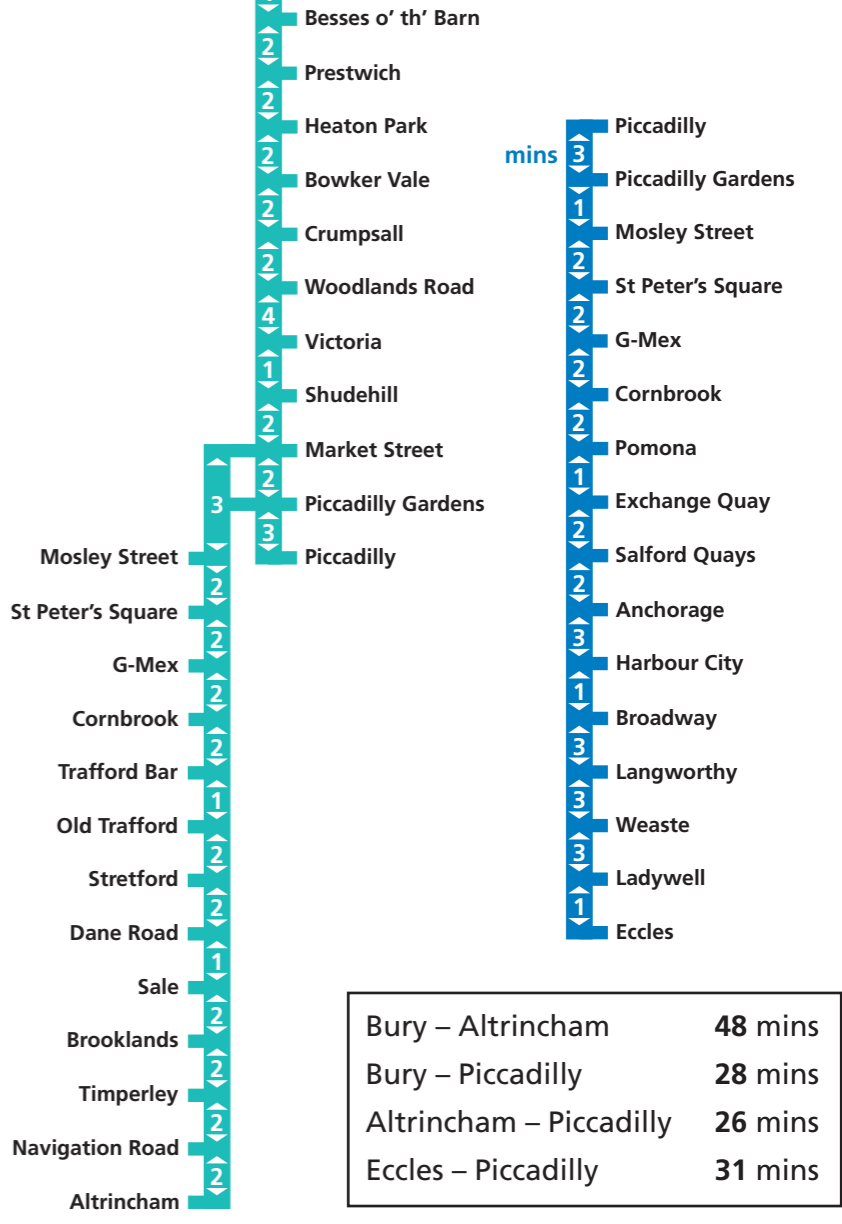 Besses o’ th’ Barn
2
Prestwich
2
Heaton Park
2
Bowker Vale
2
Crumpsall
2
Woodlands Road
4
Victoria
1
Shudehill
2
Market Street
2
Piccadilly Gardens
3
Piccadilly
3
Mosley Street
2
St Peter’s Square
2
G-Mex
2
Cornbrook
2
Trafford Bar
1
Old Trafford
2
Stretford
2
Dane Road
1
Sale
2
Brooklands
2
Timperley
2
Navigation Road
2
Altrincham
Piccadilly
mins 3
Piccadilly Gardens
1
Mosley Street
2
St Peter’s Square
2
G-Mex
2
Cornbrook
2
Pomona
1
Exchange Quay
2
Salford Quays
2
Anchorage
3
Harbour City
1
Broadway
3
Langworthy
3
Weaste
3
Ladywell
1
Eccles
Bury – Altrincham 48 mins
Bury – Piccadilly 28 mins
Altrincham – Piccadilly 26 mins
Eccles – Piccadilly 31 mins